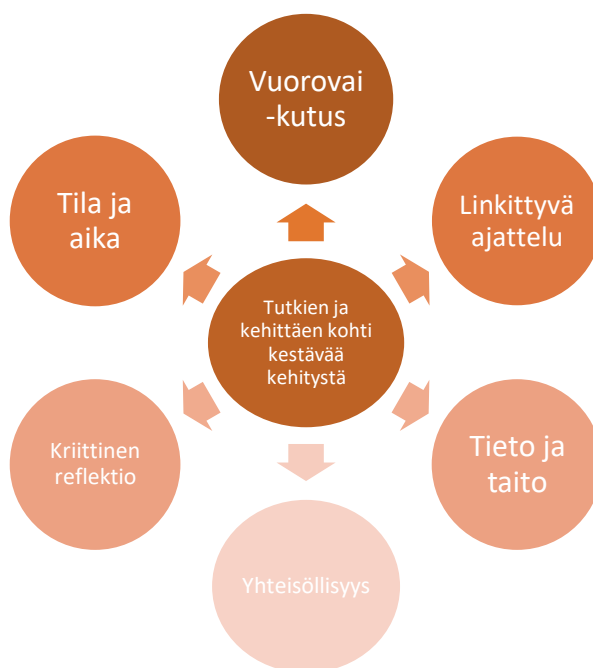 Vuorovai
-kutus
Tila ja
aika
Linkittyvä
ajattelu
Tutkien ja
kehittäen kohti
kestävää
kehitystä
Kriittinen
reflektio
Tieto ja
taito
Yhteisöllisyys